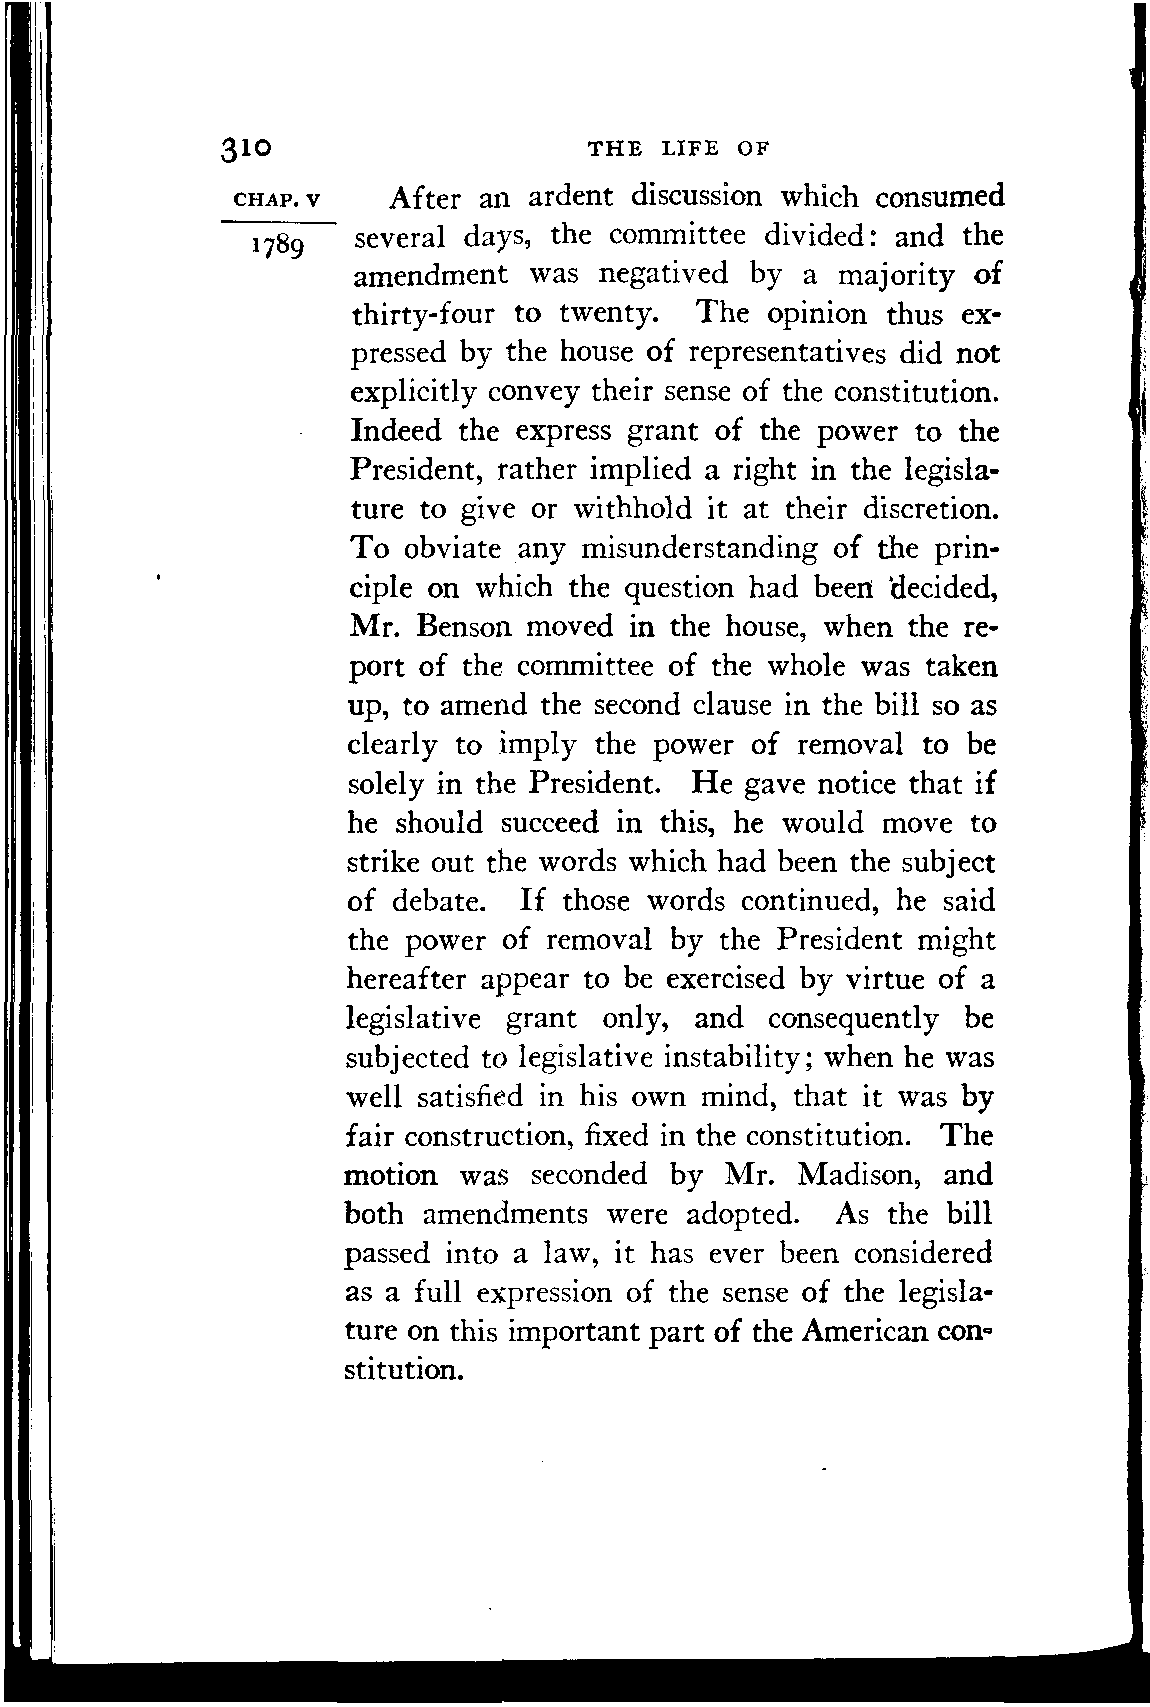 310 THE LIFE OF
CHAP. V After an ardent discussion which consumed
1789 several days, the committee divided: and the
amendment was negatived by a majority of
thirty-four to twenty. The opinion thus ex-
pressed by the house of representatives did not
explicitly convey their sense of the constitution.
Indeed the express grant of the power to the
President, rather implied a right in the legisla-
ture to give or withhold it at their discretion.
To obviate any misunderstanding of the prin-
ciple on which the question had been decided,
Mr. Benson moved in the house, when the re-
port of the committee of the whole was taken
up, to amend the second clause in the bill so as
clearly to imply the power of removal to be
solely in the President. He gave notice that if
he should succeed in this, he would move to
strike out the words which had been the subject
of debate. If those words continued, he said
the power of removal by the President might
hereafter appear to be exercised by virtue of a
legislative grant only, and consequently be
subjected to legislative instability; when he was
well satisfied in his own mind, that it was by
fair construction, fixed in the constitution. The
motion was seconded by Mr. Madison, and
both amendments were adopted. As the bill
passed into a law, it has ever been considered
as a full expression of the sense of the legisla-
ture on this important part of the American con-
stitution.